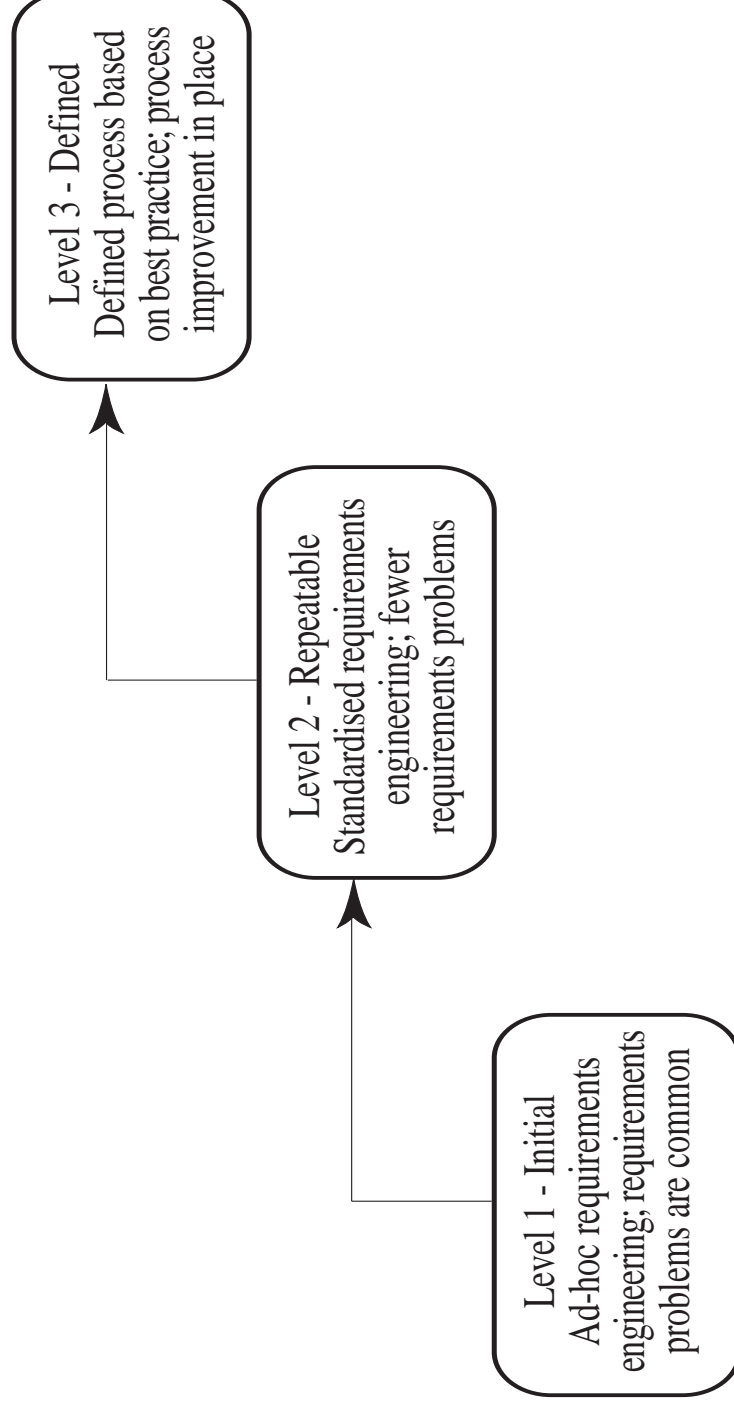 Level 1 - Initial
Ad-hoc requirements
engineering; requirements
problems are common
Level 2 - Repeatable
Standardised requirements
engineering; fewer
requirements problems
Level 3 - Defined
Defined process based
on best practice; process
improvement in place